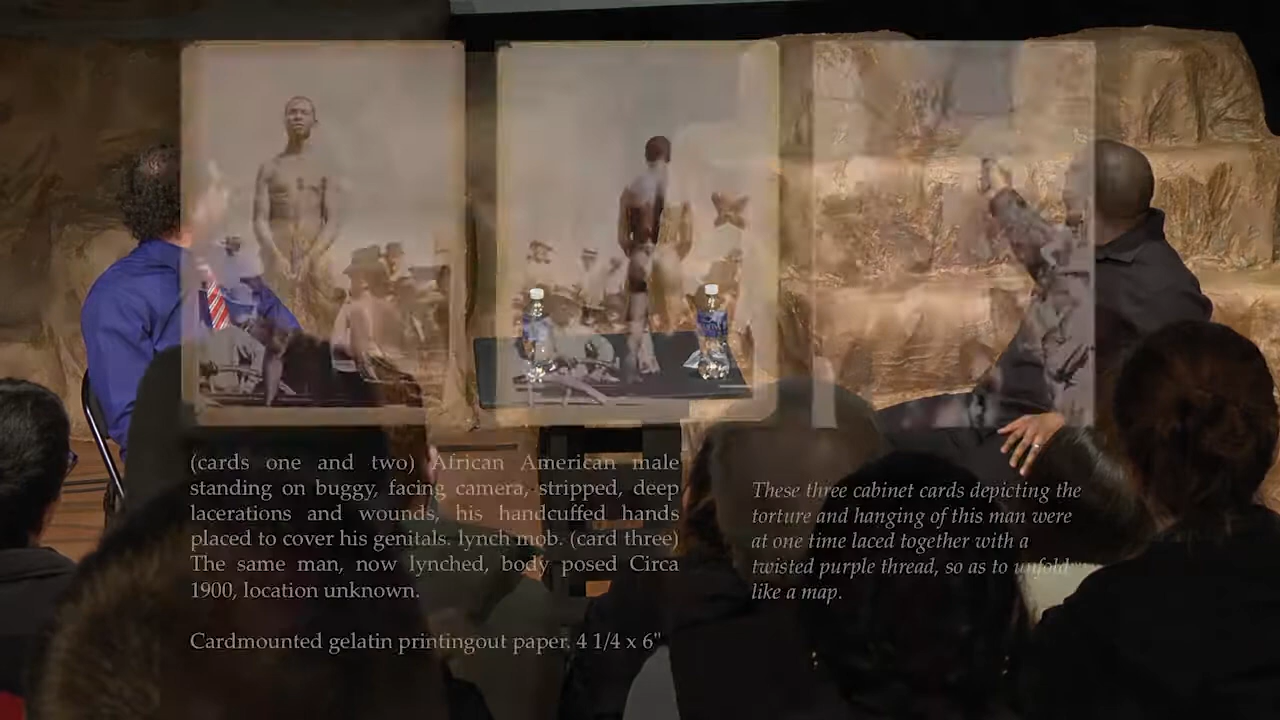 (cards one and two) African American male
standing on buggy, facing camera, stripped, deep
lacerations and wounds, his handcuffed hands
placed to cover his genitals. lynch mob. (card three)
The same man, now lynched, body posed Circa
1900, location unknown.
Cardmounted gelatin printingout paper. 4 1/4 x 6"
These three cabinet cards depicting the
torture and hanging of this man were
at one time laced together with a
twisted purple thread, so as to unfold
like a map.